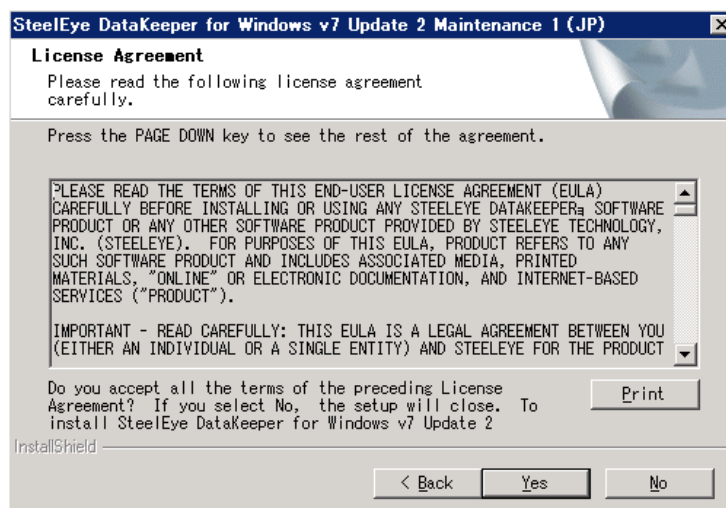 SteelEye DataKeeper for Windows v7 Update 2 Maintenance 1 (JP)
License Agreement
Please read the following license agreement
carefully.
Press the PAGE DOWN key to see the rest of the agreement.
PLEASE READ THE TERMS OF THIS END-USER LICENSE AGREEMENT (EULA)
CAREFULLY BEFORE INSTALLING OR USING ANY STEELEYE DATAKEEPER SOFTWARE
PRODUCT OR ANY OTHER SOFTWARE PRODUCT PROVIDED BY STEELEYE TECHNOLOGY,
INC. (STEELEYE).  FOR PURPOSES OF THIS EULA, PRODUCT REFERS TO ANY
SUCH SOFTWARE PRODUCT AND INCLUDES ASSOCIATED MEDIA, PRINTED
MATERIALS, "ONLINE" OR ELECTRONIC DOCUMENTATION, AND INTERNET-BASED
SERVICES ("PRODUCT").
IMPORTANT - READ CAREFULLY: THIS EULA IS A LEGAL AGREEMENT BETWEEN YOU
(EITHER AN INDIVIDUAL OR A SINGLE ENTITY) AND STEELEYE FOR THE PRODUCT
Do you accept all the terms of the preceding License
Agreement?  If you select No,  the setup will close.  To
install SteelEye DataKeeper for Windows v7 Update 2
Print
InstallShield
< Back
Yes
No